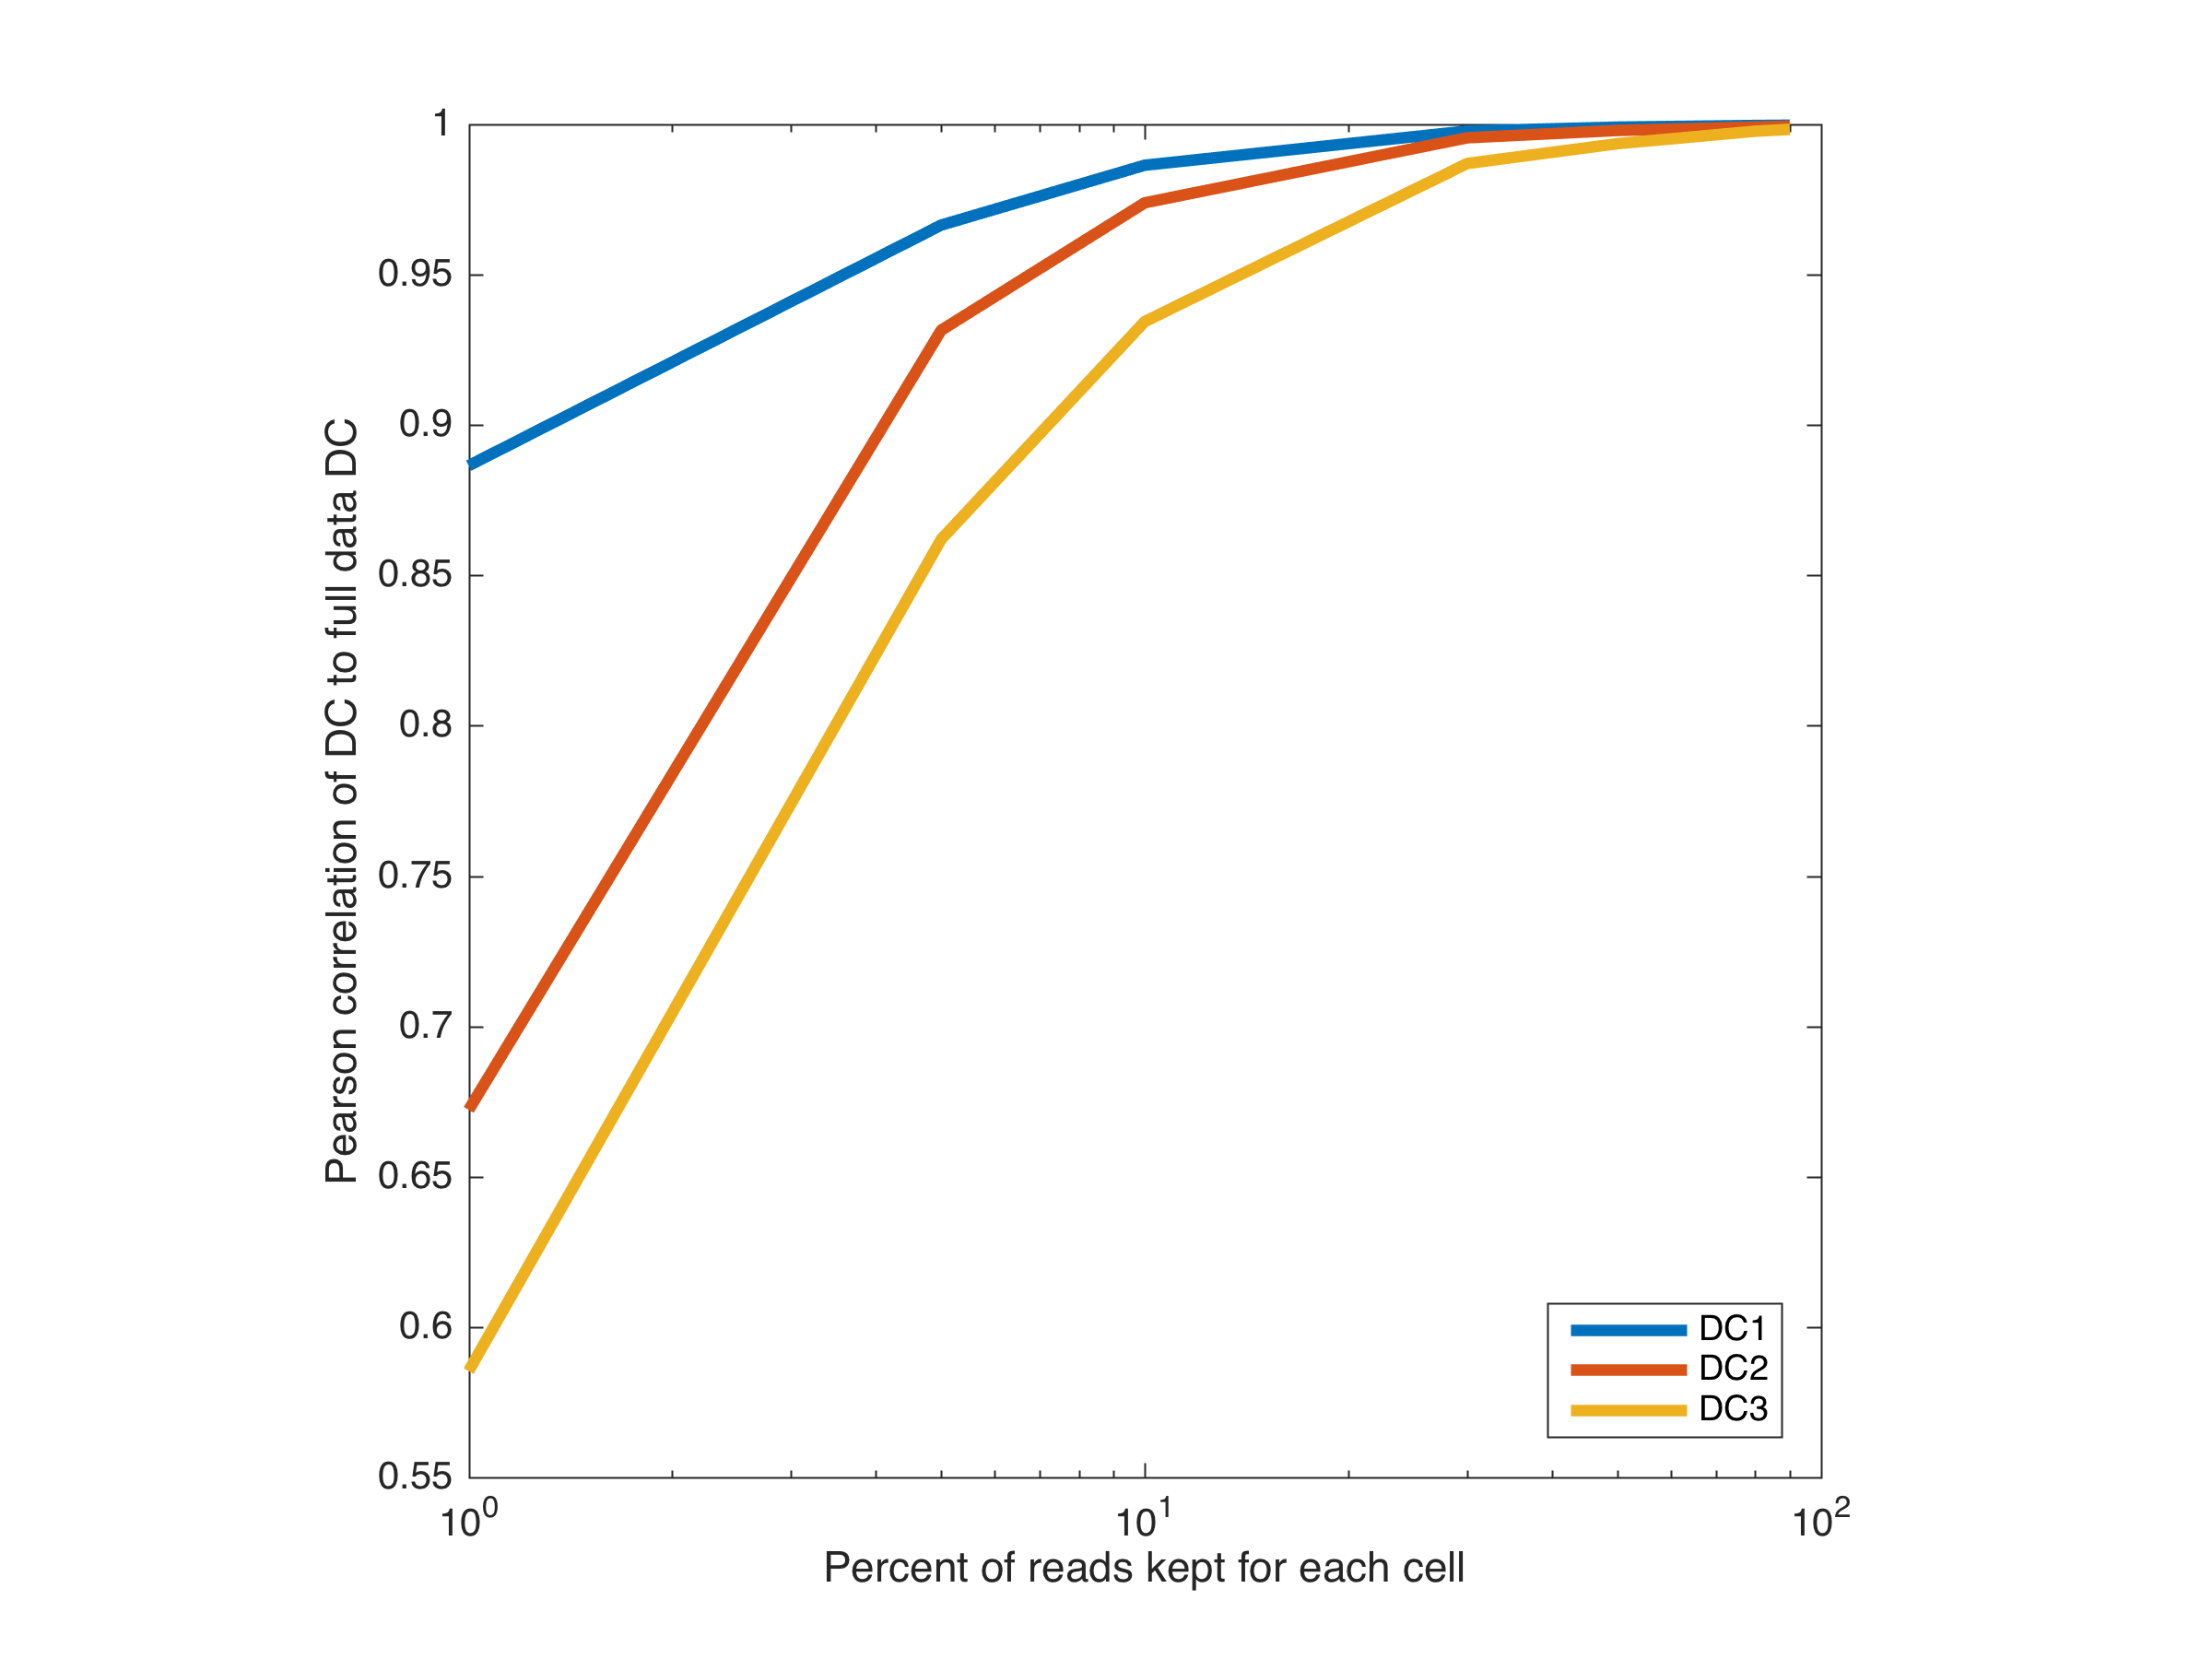 1
0.95
0.9
0.85
0.8
0.75
0.7
0.65
0.6
0.55
Pearson correlation of DC to full data DC
DC1
DC2
DC3
10^0
10^1
10^2
Percent of reads kept for each cell